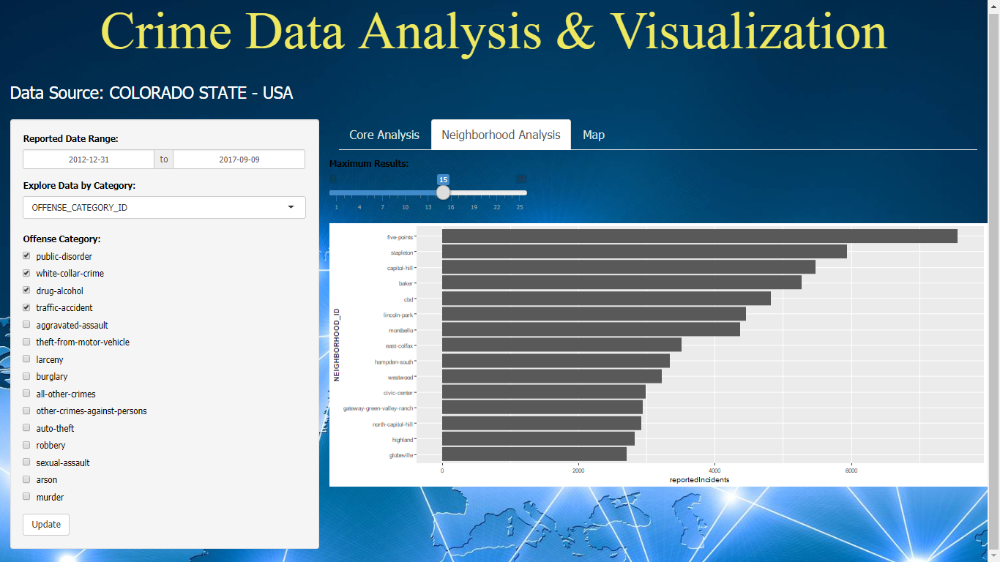 Crime Data Analysis & Visualization
Data Source: COLORADO STATE - USA
Reported Date Range:
2012-12-31 to 2017-09-09
Explore Data by Category:
OFFENSE_CATEGORY_ID
Offense Category:
public-disorder
white-collar-crime
drug-alcohol
traffic-accident
aggravated-assault
theft-from-motor-vehicle
larceny
burglary
all-other-crimes
other-crimes-against-persons
auto-theft
robbery
sexual-assault
arson
murder
Update
Core Analysis Neighborhood Analysis Map
Maximum Results:
15
1 4 7 10 13 16 19 22 25
NEIGHBORHOOD_ID
five-points
stapleton
capitol-hill
baker
cbd
lincoln-park
montbello
east-colfax
hampden-south
westwood
civic-center
gateway-green-valley-ranch
north-capitol-hill
highland
globeville
0 2000 4000 6000
reportedIncidents